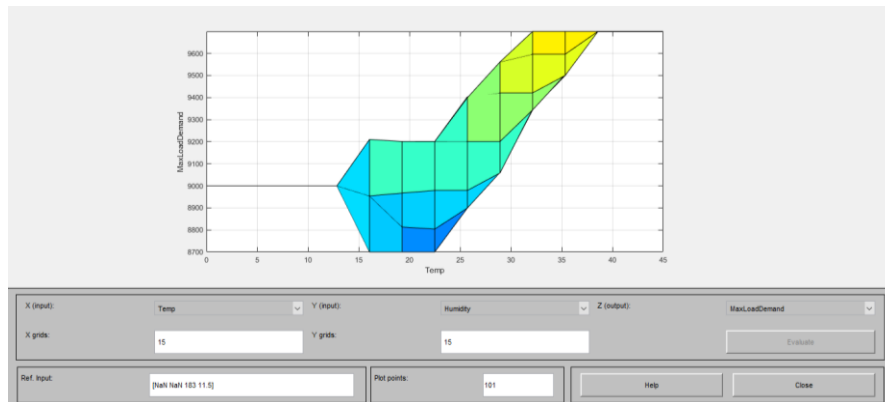 9600
9500
9400
9300
9200
9100
9000
8900
8800
8700
MaxLoadDemand
0 5 10 15 20 25 30 35 40 45
Temp
X (input): Temp Y (input): Humidity Z (output): MaxLoadDemand
X grids: 15 Y grids: 15 Evaluate
Ref. Input: [NaN NaN 183 11.5] Plot points: 101 Help Close